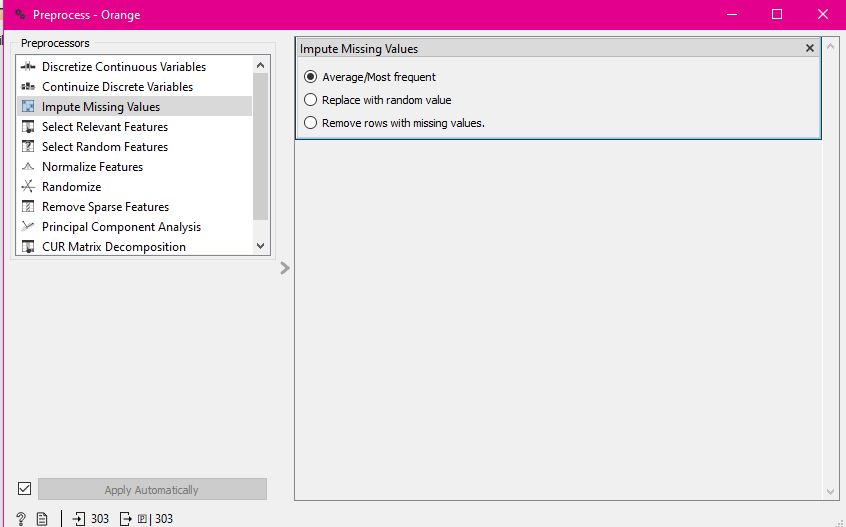 Preprocess - Orange
Preprocessors
Discretize Continuous Variables
Continuize Discrete Variables
Impute Missing Values
Select Relevant Features
Select Random Features
Normalize Features
Randomize
Remove Sparse Features
Principal Component Analysis
CUR Matrix Decomposition
Impute Missing Values
Average/Most frequent
Replace with random value
Remove rows with missing values.
Apply Automatically
? 303 P | 303